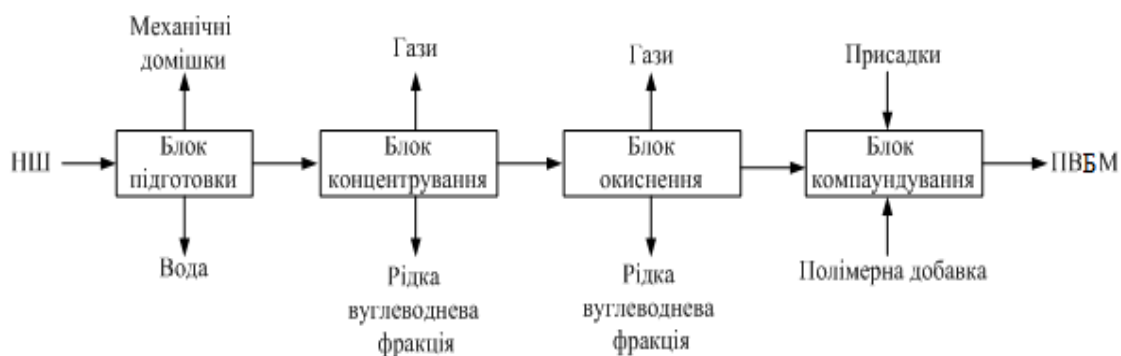 Механічні
домішки
Гази
Гази
Присадки
НШ
Блок
підготовки
Блок
концентрування
Блок
окиснення
Блок
компаундування
ПВБМ
Вода
Рідка
вуглеводнева
фракція
Рідка
вуглеводнева
фракція
Полімерна добавка